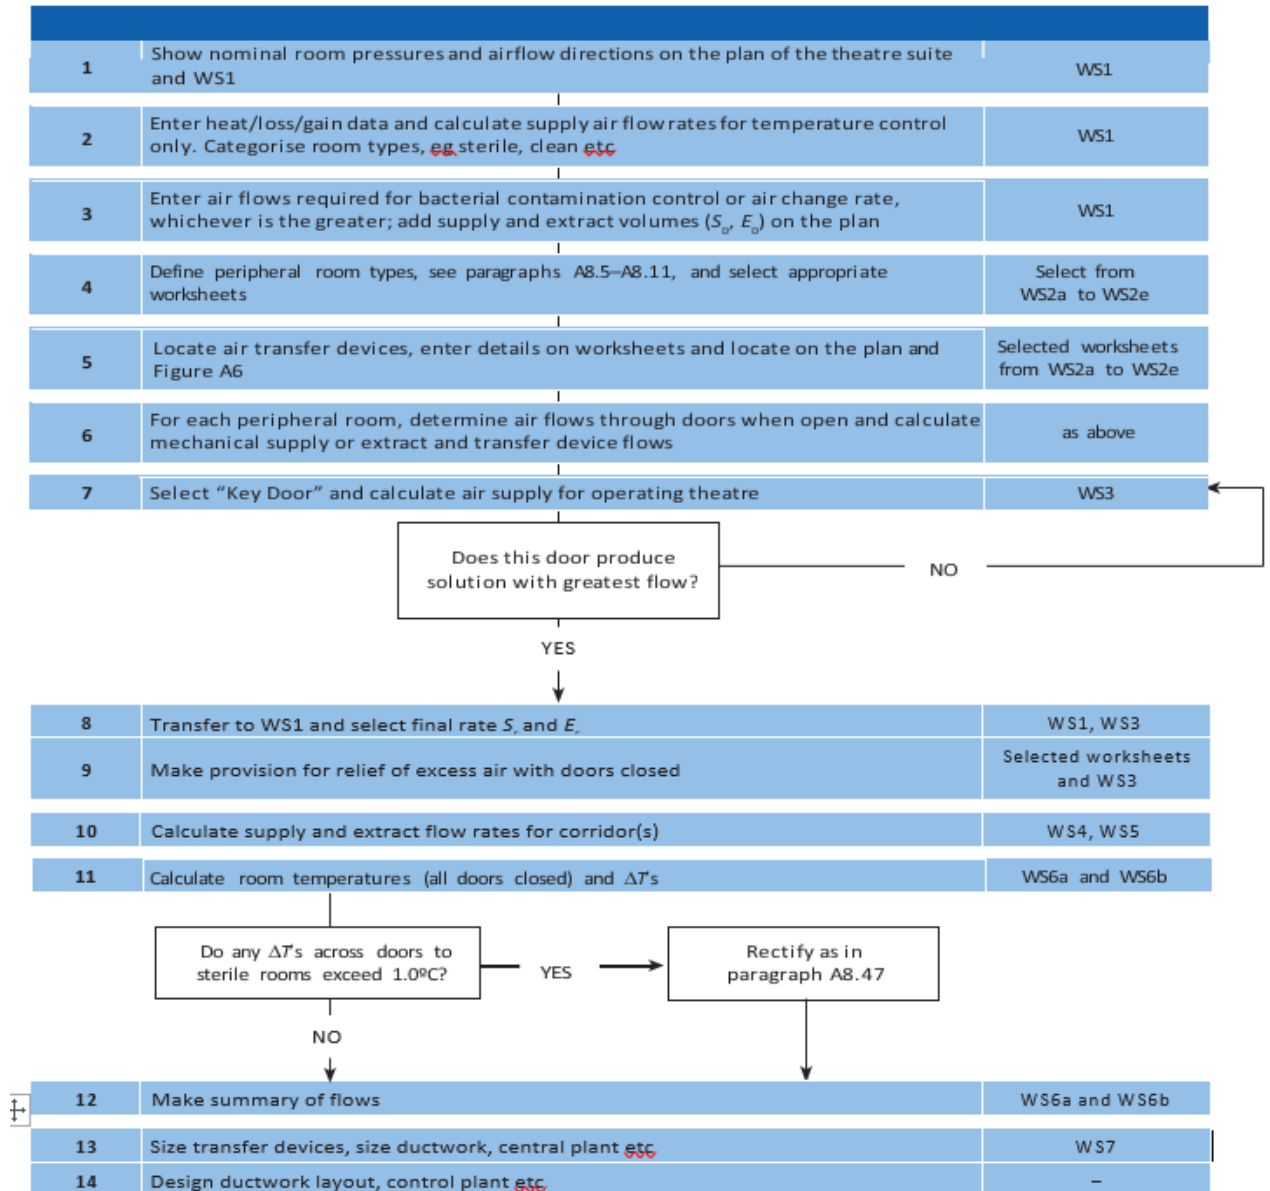 1
Show nominal room pressures and airflow directions on the plan of the theatre suite
and WS1
WS1
2
Enter heat/loss/gain data and calculate supply air flow rates for temperature control
only. Categorise room types, eg sterile, clean etc
WS1
3
Enter air flows required for bacterial contamination control or air change rate,
whichever is the greater; add supply and extract volumes (SD, ED) on the plan
WS1
4
Define peripheral room types, see paragraphs A8.5–A8.11, and select appropriate
worksheets
Select from
WS2a to WS2e
5
Locate air transfer devices, enter details on worksheets and locate on the plan and
Figure A6
Selected worksheets
from WS2a to WS2e
6
For each peripheral room, determine air flows through doors when open and calculate
mechanical supply or extract and transfer device flows
as above
7
Select “Key Door” and calculate air supply for operating theatre
WS3
Does this door produce
solution with greatest flow?
NO
YES
8
Transfer to WS1 and select final rate S and E
WS1, WS3
9
Make provision for relief of excess air with doors closed
Selected worksheets
and WS3
10
Calculate supply and extract flow rates for corridor(s)
WS4, WS5
11
Calculate room temperatures (all doors closed) and ΔT's
WS6a and WS6b
Do any ΔT's across doors to
sterile rooms exceed 1.0ºC?
YES
Rectify as in
paragraph A8.47
NO
12
Make summary of flows
WS6a and WS6b
13
Size transfer devices, size ductwork, central plant etc
WS7
14
Design ductwork layout, control plant etc
–